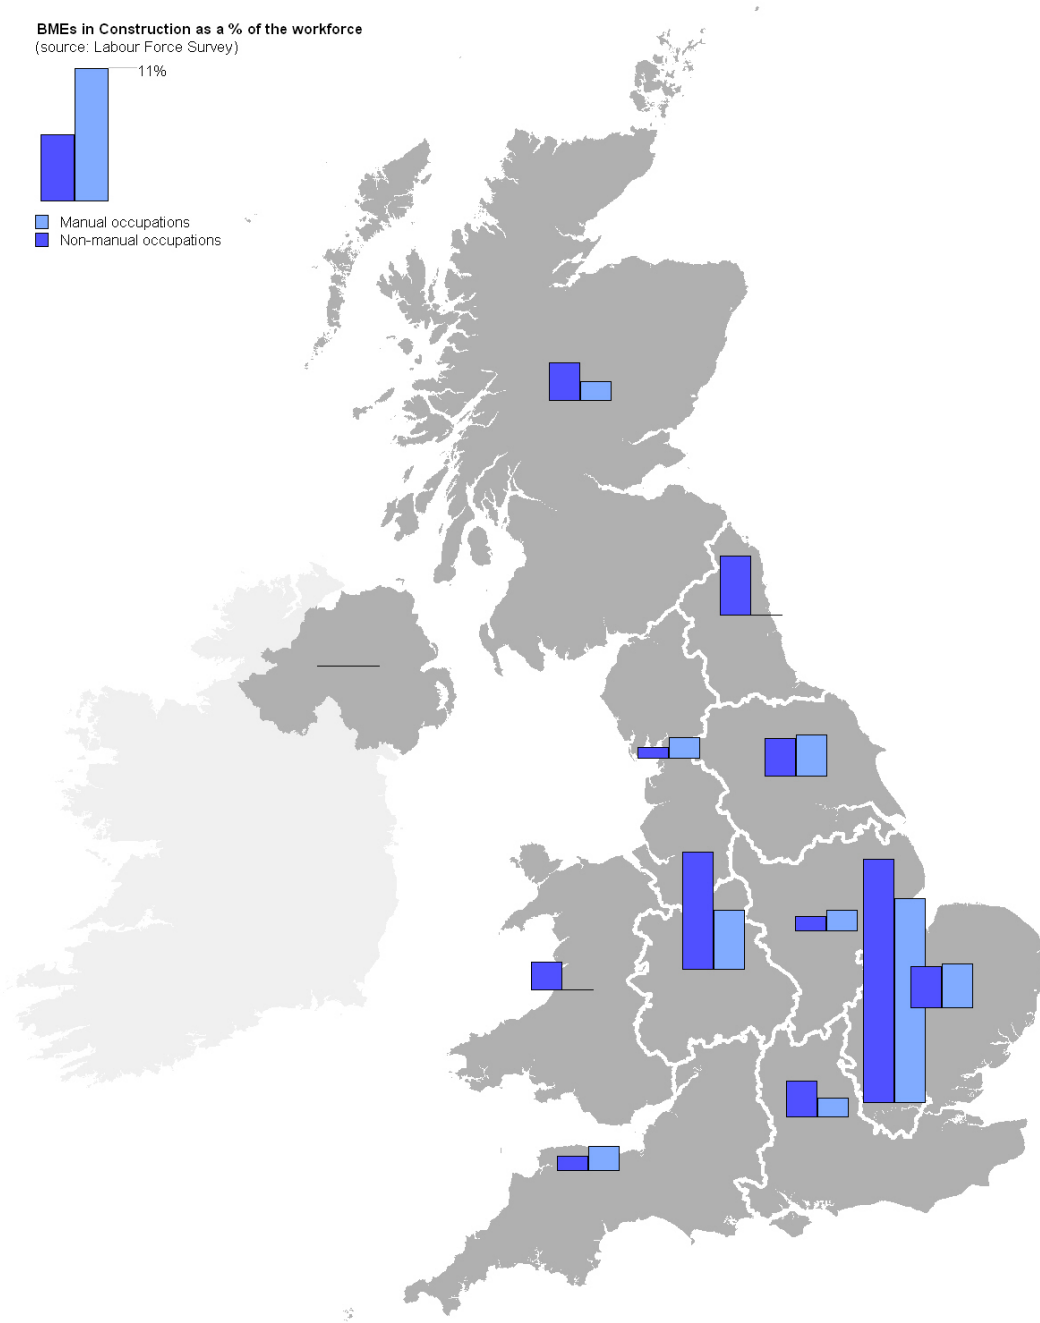 BMEs in Construction as a % of the workforce
(source: Labour Force Survey)
11%
Manual occupations
Non-manual occupations